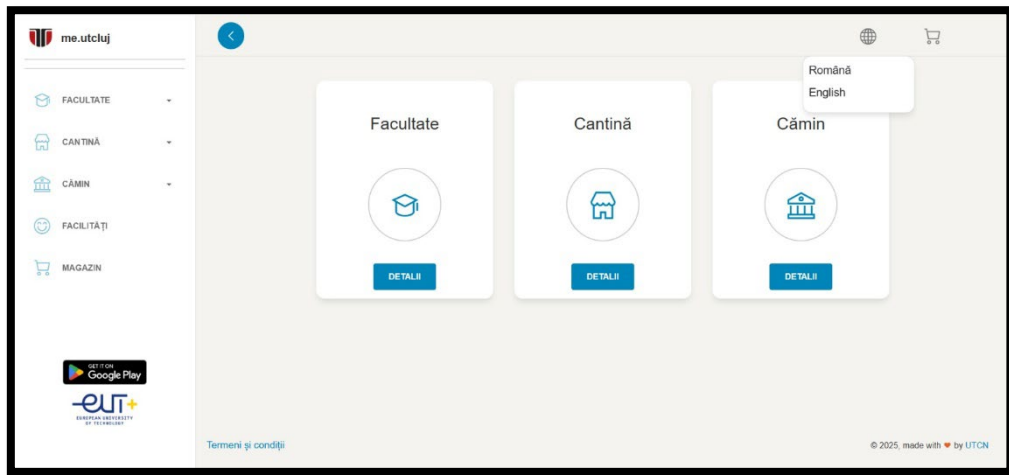 me.utcluj
FACULTATE
CANTINĂ
CĂMIN
FACILITĂȚI
MAGAZIN
GET IT ON
Google Play
EUT+
EUROPEAN UNIVERSITY
OF TECHNOLOGY
Română
English
Facultate
DETALII
Cantină
DETALII
Cămin
DETALII
Termeni și condiții
© 2025, made with ❤ by UTCN